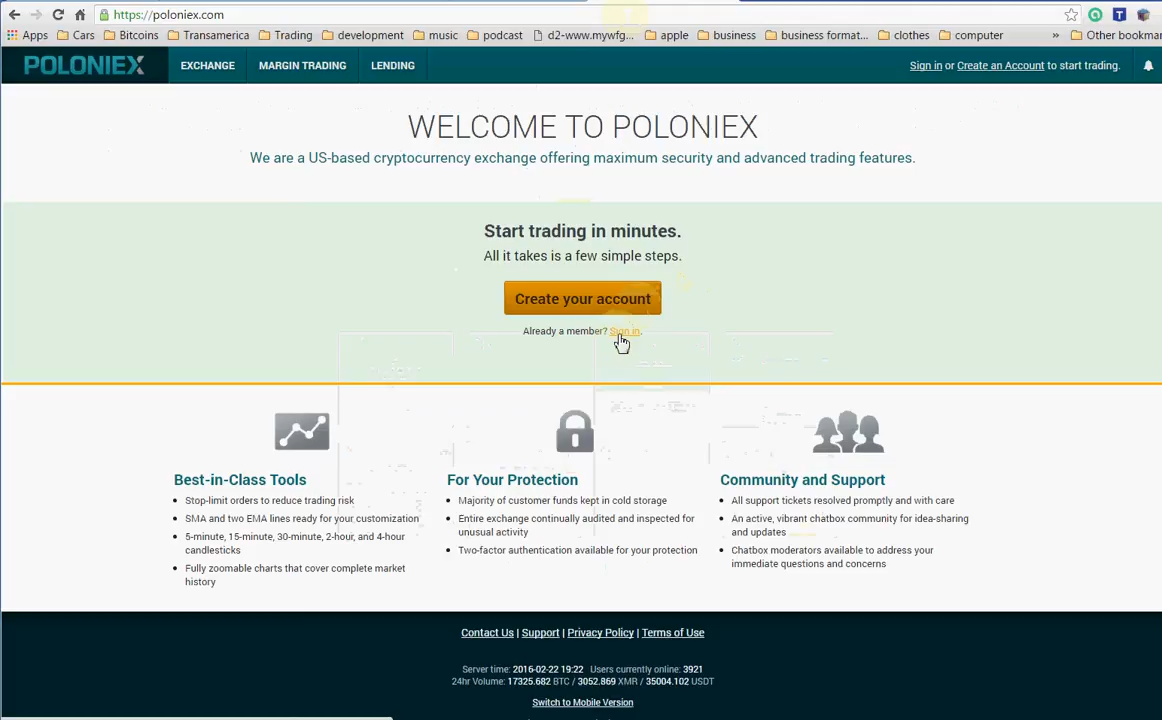 https://poloniex.com
Apps Cars Bitcoins Transamerica Trading development music podcast d2-www.mywfg... apple business business format... clothes computer » Other bookmar
POLONIEX EXCHANGE MARGIN TRADING LENDING Sign in or Create an Account to start trading.
WELCOME TO POLONIEX
We are a US-based cryptocurrency exchange offering maximum security and advanced trading features.
Start trading in minutes.
All it takes is a few simple steps.
Create your account
Already a member? Sign in.
Best-in-Class Tools
Stop-limit orders to reduce trading risk
SMA and two EMA lines ready for your customization
5-minute, 15-minute, 30-minute, 2-hour, and 4-hour
candlesticks
Fully zoomable charts that cover complete market
history
For Your Protection
Majority of customer funds kept in cold storage
Entire exchange continually audited and inspected for
unusual activity
Two-factor authentication available for your protection
Community and Support
All support tickets resolved promptly and with care
An active, vibrant chatbox community for idea-sharing
and updates
Chatbox moderators available to address your
immediate questions and concerns
Contact Us | Support | Privacy Policy | Terms of Use
Server time: 2016-02-22 19:22 Users currently online: 3921
24hr Volume: 17325.682 BTC / 3052.869 XMR / 35004.102 USDT
Switch to Mobile Version